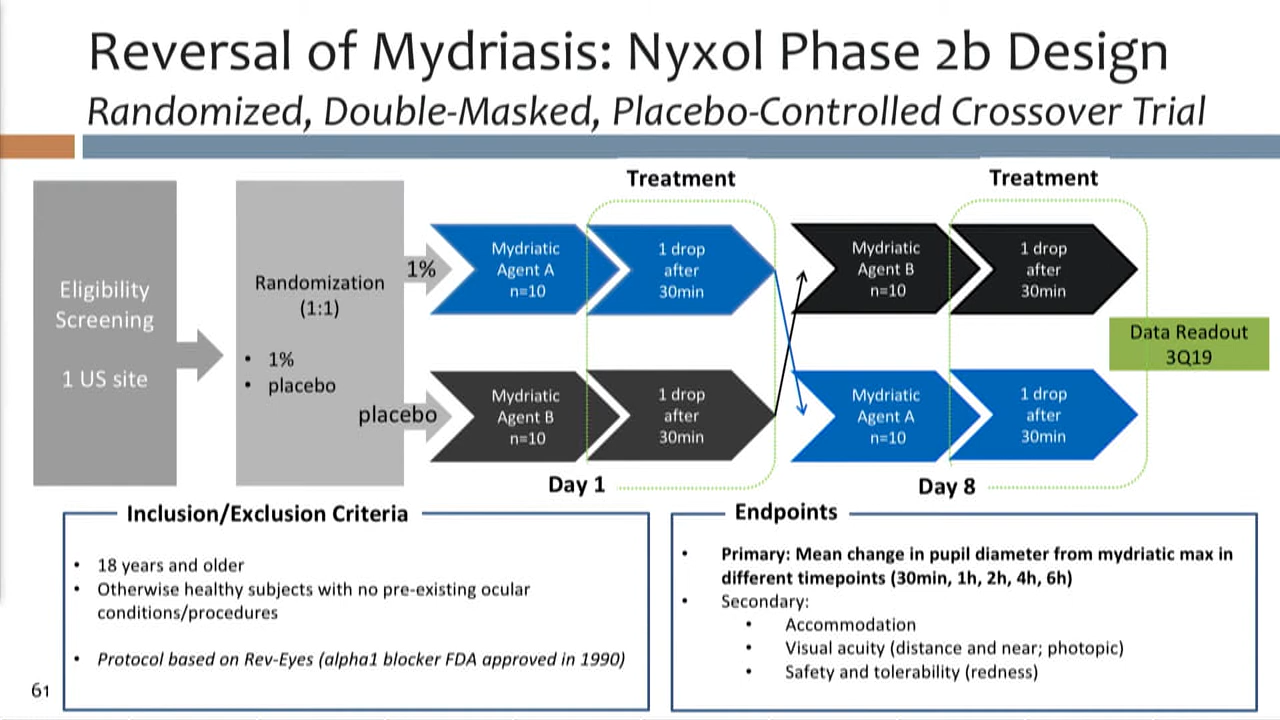 Reversal of Mydriasis: Nyxol Phase 2b Design
Randomized, Double-Masked, Placebo-Controlled Crossover Trial
Treatment
Treatment
Eligibility
Screening
1 US site
Randomization
(1:1)
• 1%
• placebo
1%
placebo
Mydriatic
Agent A
n=10
1 drop
after
30min
Mydriatic
Agent B
n=10
1 drop
after
30min
Mydriatic
Agent B
n=10
1 drop
after
30min
Mydriatic
Agent A
n=10
1 drop
after
30min
Data Readout
3Q19
Day 1
Day 8
Inclusion/Exclusion Criteria
• 18 years and older
• Otherwise healthy subjects with no pre-existing ocular
conditions/procedures
• Protocol based on Rev-Eyes (alpha1 blocker FDA approved in 1990)
Endpoints
• Primary: Mean change in pupil diameter from mydriatic max in
different timepoints (30min, 1h, 2h, 4h, 6h)
• Secondary:
• Accommodation
• Visual acuity (distance and near; photopic)
• Safety and tolerability (redness)
61